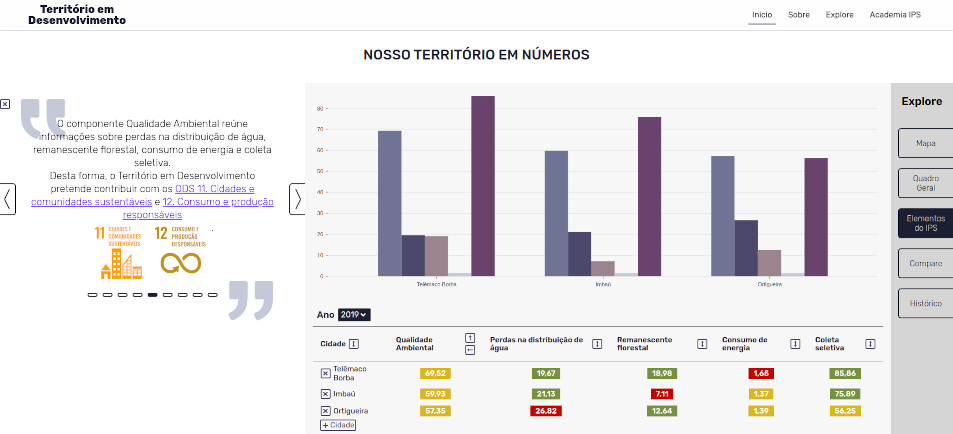 Território em
Desenvolvimento
Início Sobre Explore Academia IPS
NOSSO TERRITÓRIO EM NÚMEROS
O componente Qualidade Ambiental reúne
informações sobre perdas na distribuição de água,
remanescente florestal, consumo de energia e coleta
seletiva.
Desta forma, o Território em Desenvolvimento
pretende contribuir com os ODS 11. Cidades e
comunidades sustentáveis e 12. Consumo e produção
responsáveis
11 CIDADES E
COMUNIDADES
SUSTENTÁVEIS
12 CONSUMO E
PRODUÇÃO
RESPONSÁVEIS
80
70
60
50
40
30
20
10
0
Telêmaco Borba Imbaú Ortigueira
Ano 2019
Cidade Qualidade Ambiental Perdas na distribuição de água Remanescente florestal Consumo de energia Coleta seletiva
Telêmaco Borba 69,52 19,67 18,98 1,65 85,86
Imbaú 59,93 21,13 7,11 1,37 75,89
Ortigueira 57,35 26.82 12.64 1,39 56,25
+ Cidade
Explore
Mapa
Quadro
Geral
Elementos
do IPS
Compare
Histórico